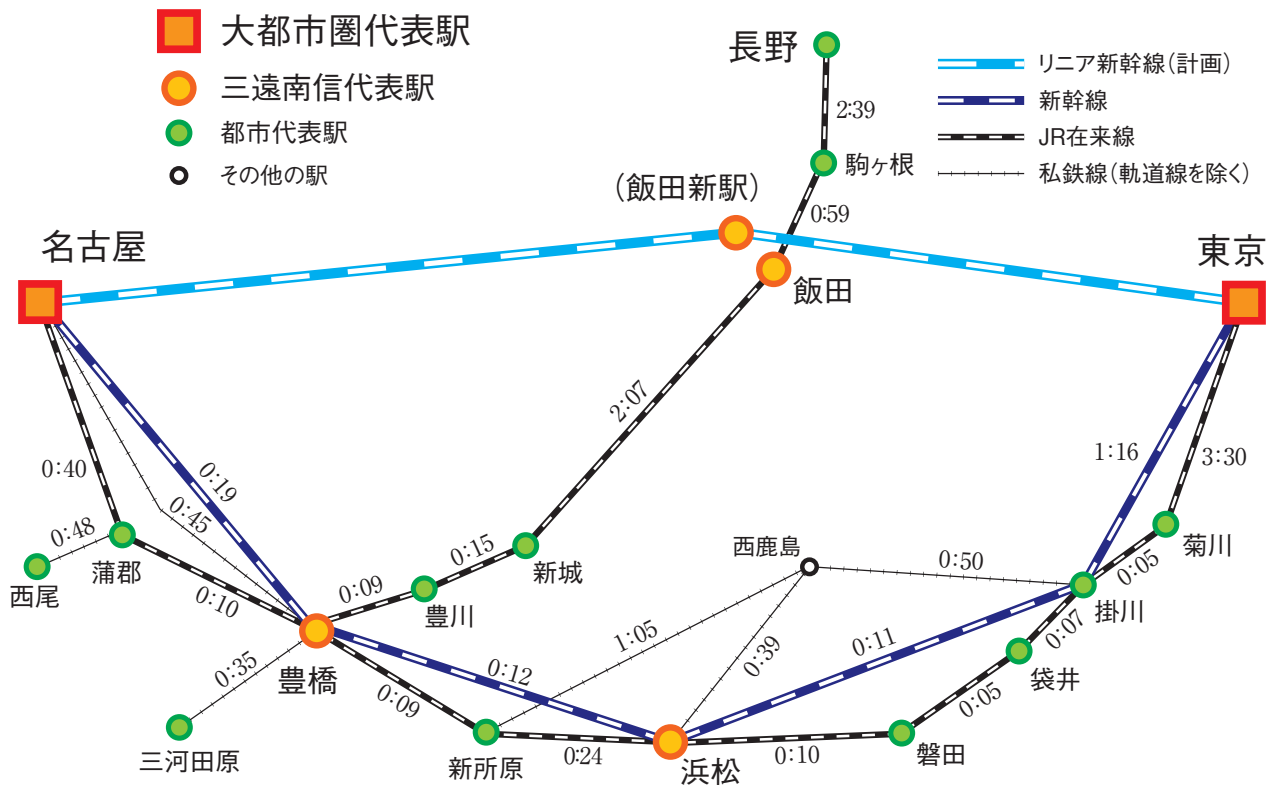 大都市圏代表駅
三遠南信代表駅
都市代表駅
その他の駅
リニア新幹線(計画)
新幹線
JR在来線
私鉄線(軌道線を除く)
長野
2:39
駒ヶ根
0:59
(飯田新駅)
飯田
名古屋
東京
2:07
1:16
3:30
0:40
0:19
0:45
0:48
西尾
蒲郡
0:10
0:09
0:15
新城
豊川
西鹿島
0:50
菊川
0:05
掛川
0:07
袋井
0:05
磐田
0:10
0:11
0:39
1:05
0:12
豊橋
0:35
0:09
三河田原
新所原
0:24
浜松